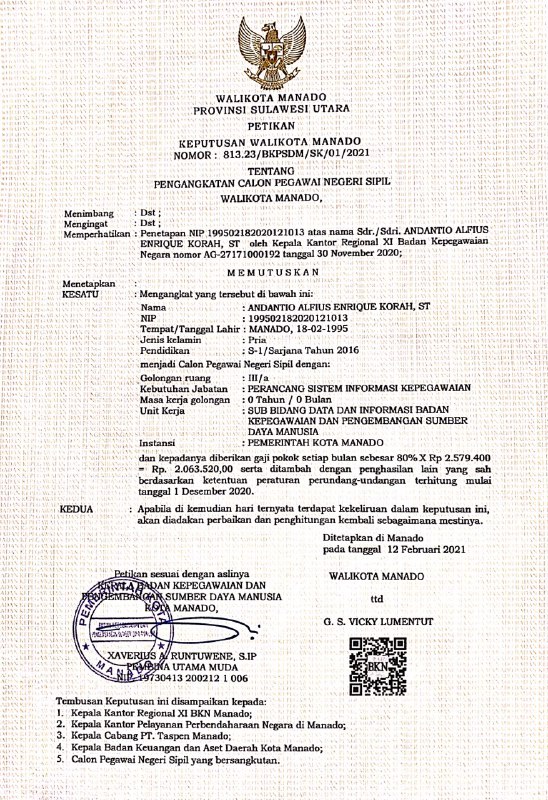 WALIKOTA MANADO
PROVINSI SULAWESI UTARA
PETIKAN
KEPUTUSAN WALIKOTA MANADO
NOMOR : 813.23/BKPSDM/SK/01/2021
TENTANG
PENGANGKATAN CALON PEGAWAI NEGERI SIPIL
WALIKOTA MANADO,
Menimbang : Dst ;
Mengingat : Dst ;
Memperhatikan : Penetapan NIP 199502182020121013 atas nama Sdr./Sdri. ANDANTIO ALFIUS
ENRIQUE KORAH, ST oleh Kepala Kantor Regional XI Badan Kepegawaian
Negara nomor AG-27171000192 tanggal 30 November 2020;
MEMUTUSKAN
Menetapkan :
KESATU : Mengangkat yang tersebut di bawah ini:
Nama : ANDANTIO ALFIUS ENRIQUE KORAH, ST
NIP : 199502182020121013
Tempat/Tanggal Lahir : MANADO, 18-02-1995
Jenis kelamin : Pria
Pendidikan : S-1/Sarjana Tahun 2016
menjadi Calon Pegawai Negeri Sipil dengan:
Golongan ruang : III/a
Kebutuhan Jabatan : PERANCANG SISTEM INFORMASI KEPEGAWAIAN
Masa kerja golongan : 0 Tahun / 0 Bulan
Unit Kerja : SUB BIDANG DATA DAN INFORMASI BADAN
KEPEGAWAIAN DAN PENGEMBANGAN SUMBER
DAYA MANUSIA
Instansi : PEMERINTAH KOTA MANADO
dan kepadanya diberikan gaji pokok setiap bulan sebesar 80% X Rp 2.579.400
= Rp. 2.063.520,00 serta ditambah dengan penghasilan lain yang sah
berdasarkan ketentuan peraturan perundang-undangan terhitung mulai
tanggal 1 Desember 2020.
KEDUA : Apabila di kemudian hari ternyata terdapat kekeliruan dalam keputusan ini,
akan diadakan perbaikan dan penghitungan kembali sebagaimana mestinya.
Ditetapkan di Manado
pada tanggal 12 Februari 2021
WALIKOTA MANADO
ttd
G. S. VICKY LUMENTUT
BKN
Petikan sesuai dengan aslinya
KEPALA BADAN KEPEGAWAIAN DAN
PENGEMBANGAN SUMBER DAYA MANUSIA
KOTA MANADO,
PEMERINTAH KOTA
MANADO
XAVERIUS A. RUNTUWENE, S.IP
PEMBINA UTAMA MUDA
NIP 19730413 200212 1 006
Tembusan Keputusan ini disampaikan kepada:
1. Kepala Kantor Regional XI BKN Manado;
2. Kepala Kantor Pelayanan Perbendaharaan Negara di Manado;
3. Kepala Cabang PT. Taspen Manado;
4. Kepala Badan Keuangan dan Aset Daerah Kota Manado;
5. Calon Pegawai Negeri Sipil yang bersangkutan.